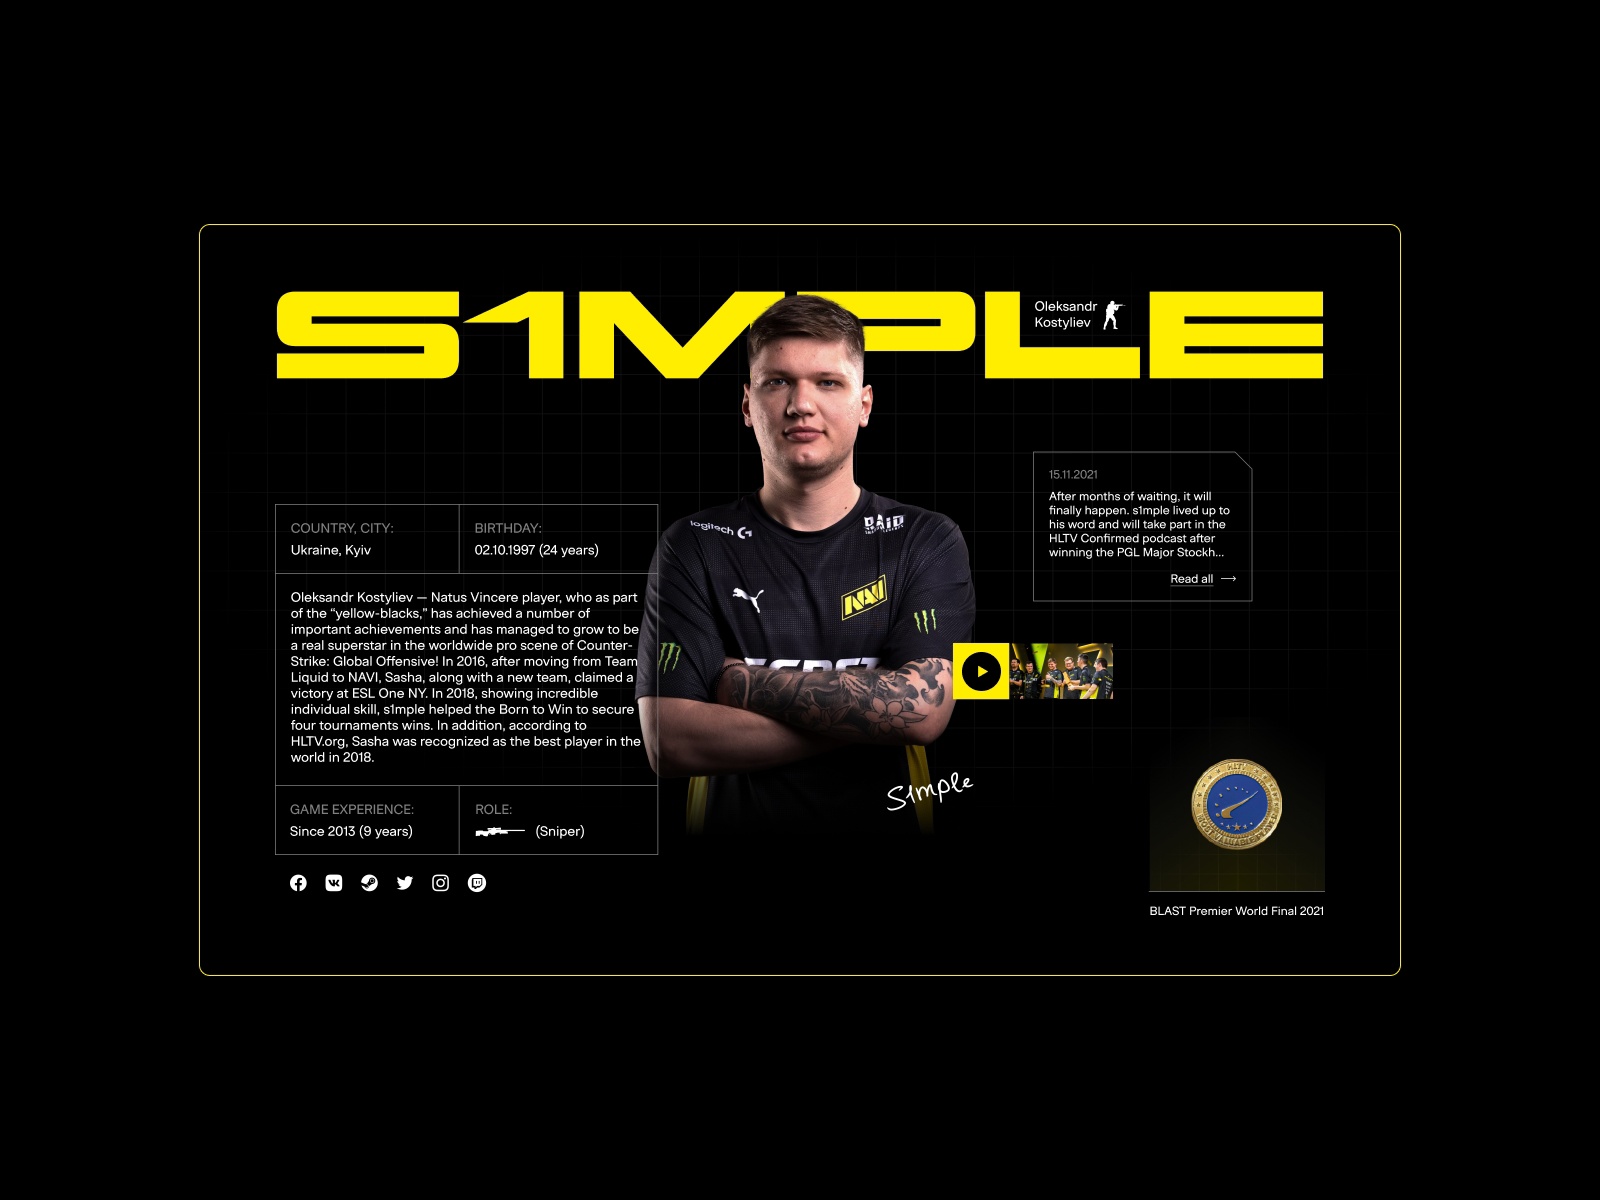 S1MPLE
Oleksandr
Kostyliev
15.11.2021
After months of waiting, it will
finally happen. s1mple lived up to
his word and will take part in the
HLTV Confirmed podcast after
winning the PGL Major Stockh...
Read all
COUNTRY, CITY:
Ukraine, Kyiv
BIRTHDAY:
02.10.1997 (24 years)
Oleksandr Kostyliev — Natus Vincere player, who as part
of the “yellow-blacks,” has achieved a number of
important achievements and has managed to grow to be
a real superstar in the worldwide pro scene of Counter-
Strike: Global Offensive! In 2016, after moving from Team
Liquid to NAVI, Sasha, along with a new team, claimed a
victory at ESL One NY. In 2018, showing incredible
individual skill, s1mple helped the Born to Win to secure
four tournaments wins. In addition, according to
HLTV.org, Sasha was recognized as the best player in the
world in 2018.
GAME EXPERIENCE:
Since 2013 (9 years)
ROLE:
(Sniper)
logitech G
RAID
NAVI
S1mple
HLTV
BLAST Premier World Final 2021